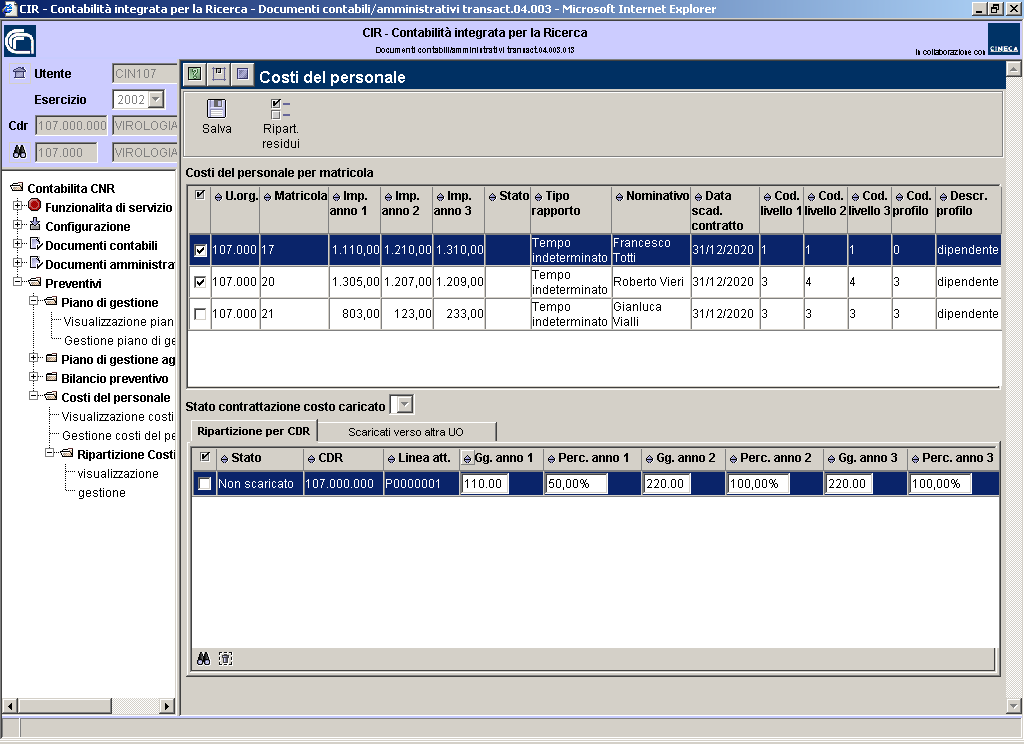 CIR - Contabilità integrata per la Ricerca - Documenti contabili/amministrativi transact.04.003 - Microsoft Internet Explorer
CIR - Contabilità integrata per la Ricerca
Documenti contabili/amministrativi transact.04.003.013
in collaborazione con
CINECA
Utente CIN107
Esercizio 2002
Cdr 107.000.000 VIROLOGIA
107.000 VIROLOGIA
Contabilita CNR
Funzionalita di servizio
Configurazione
Documenti contabili
Documenti amministra
Preventivi
Piano di gestione
Visualizzazione pian
Gestione piano di ge
Piano di gestione ag
Bilancio preventivo
Costi del personale
Visualizzazione costi
Gestione costi del pe
Ripartizione Costi
visualizzazione
gestione
Costi del personale
Salva
Ripart. residui
Costi del personale per matricola
U.org. Matricola Imp. anno 1 Imp. anno 2 Imp. anno 3 Stato Tipo rapporto Nominativo Data scad. contratto Cod. livello 1 Cod. livello 2 Cod. livello 3 Cod. profilo Descr. profilo
107.000 17 1.110,00 1.210,00 1.310,00 Tempo indeterminato Francesco Totti 31/12/2020 1 1 1 0 dipendente
107.000 20 1.305,00 1.207,00 1.209,00 Tempo indeterminato Roberto Vieri 31/12/2020 3 4 4 3 dipendente
107.000 21 803,00 123,00 233,00 Tempo indeterminato Gianluca Vialli 31/12/2020 3 3 3 3 dipendente
Stato contrattazione costo caricato
Ripartizione per CDR Scaricati verso altra UO
Stato CDR Linea att. Gg. anno 1 Perc. anno 1 Gg. anno 2 Perc. anno 2 Gg. anno 3 Perc. anno 3
Non scaricato 107.000.000 P0000001 110.00 50,00% 220.00 100,00% 220.00 100,00%